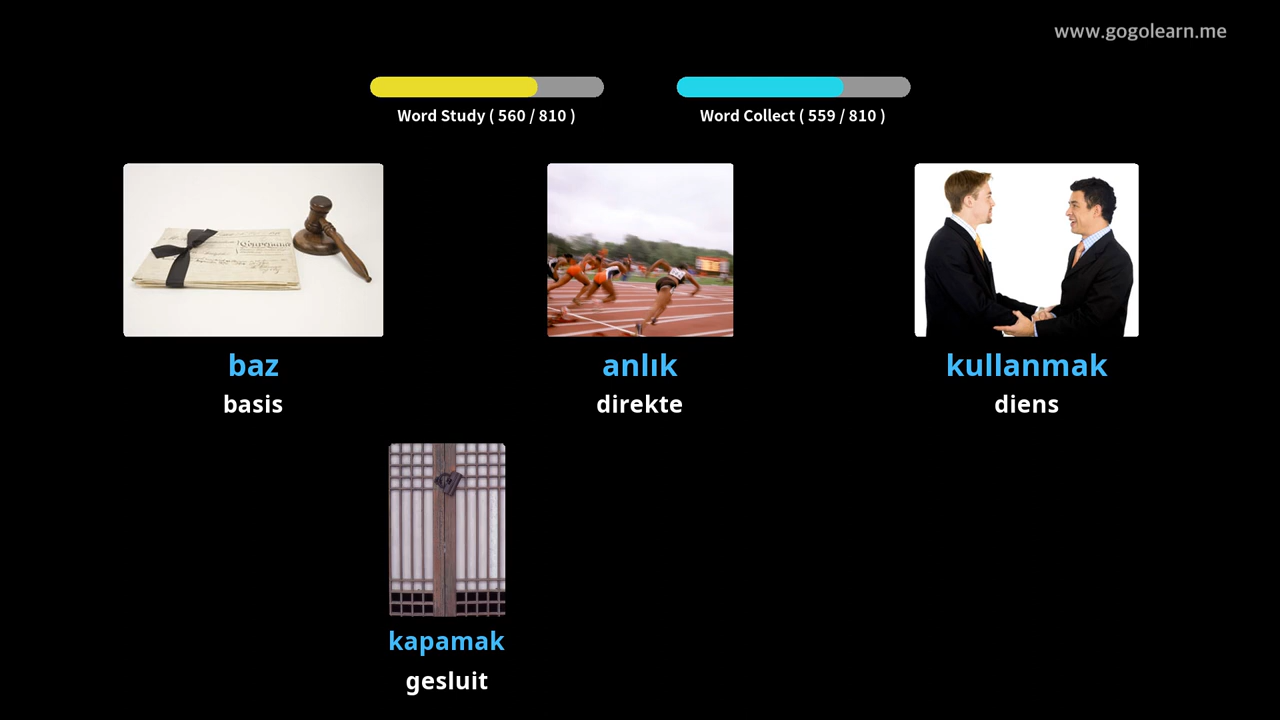 www.gogolearn.me
Word Study ( 560 / 810 )
Word Collect ( 559 / 810 )
baz
basis
anlık
direkte
kullanmak
diens
kapamak
gesluit